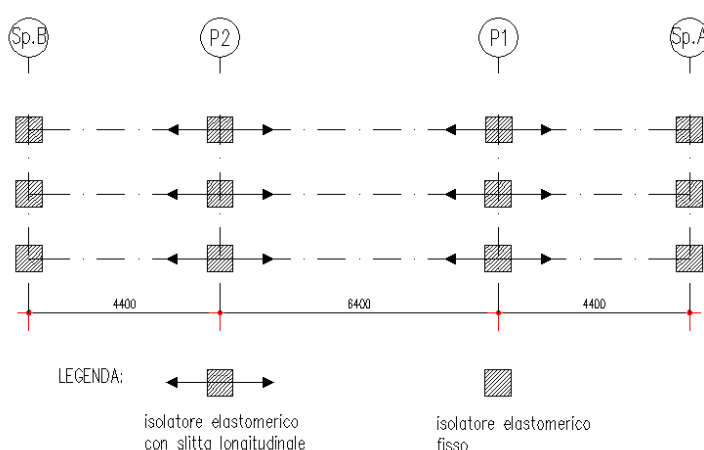 Sp.B P2 P1 Sp.A
4400 6400 4400
LEGENDA:
isolatore elastomerico
con slitta longitudinale
isolatore elastomerico
fisso